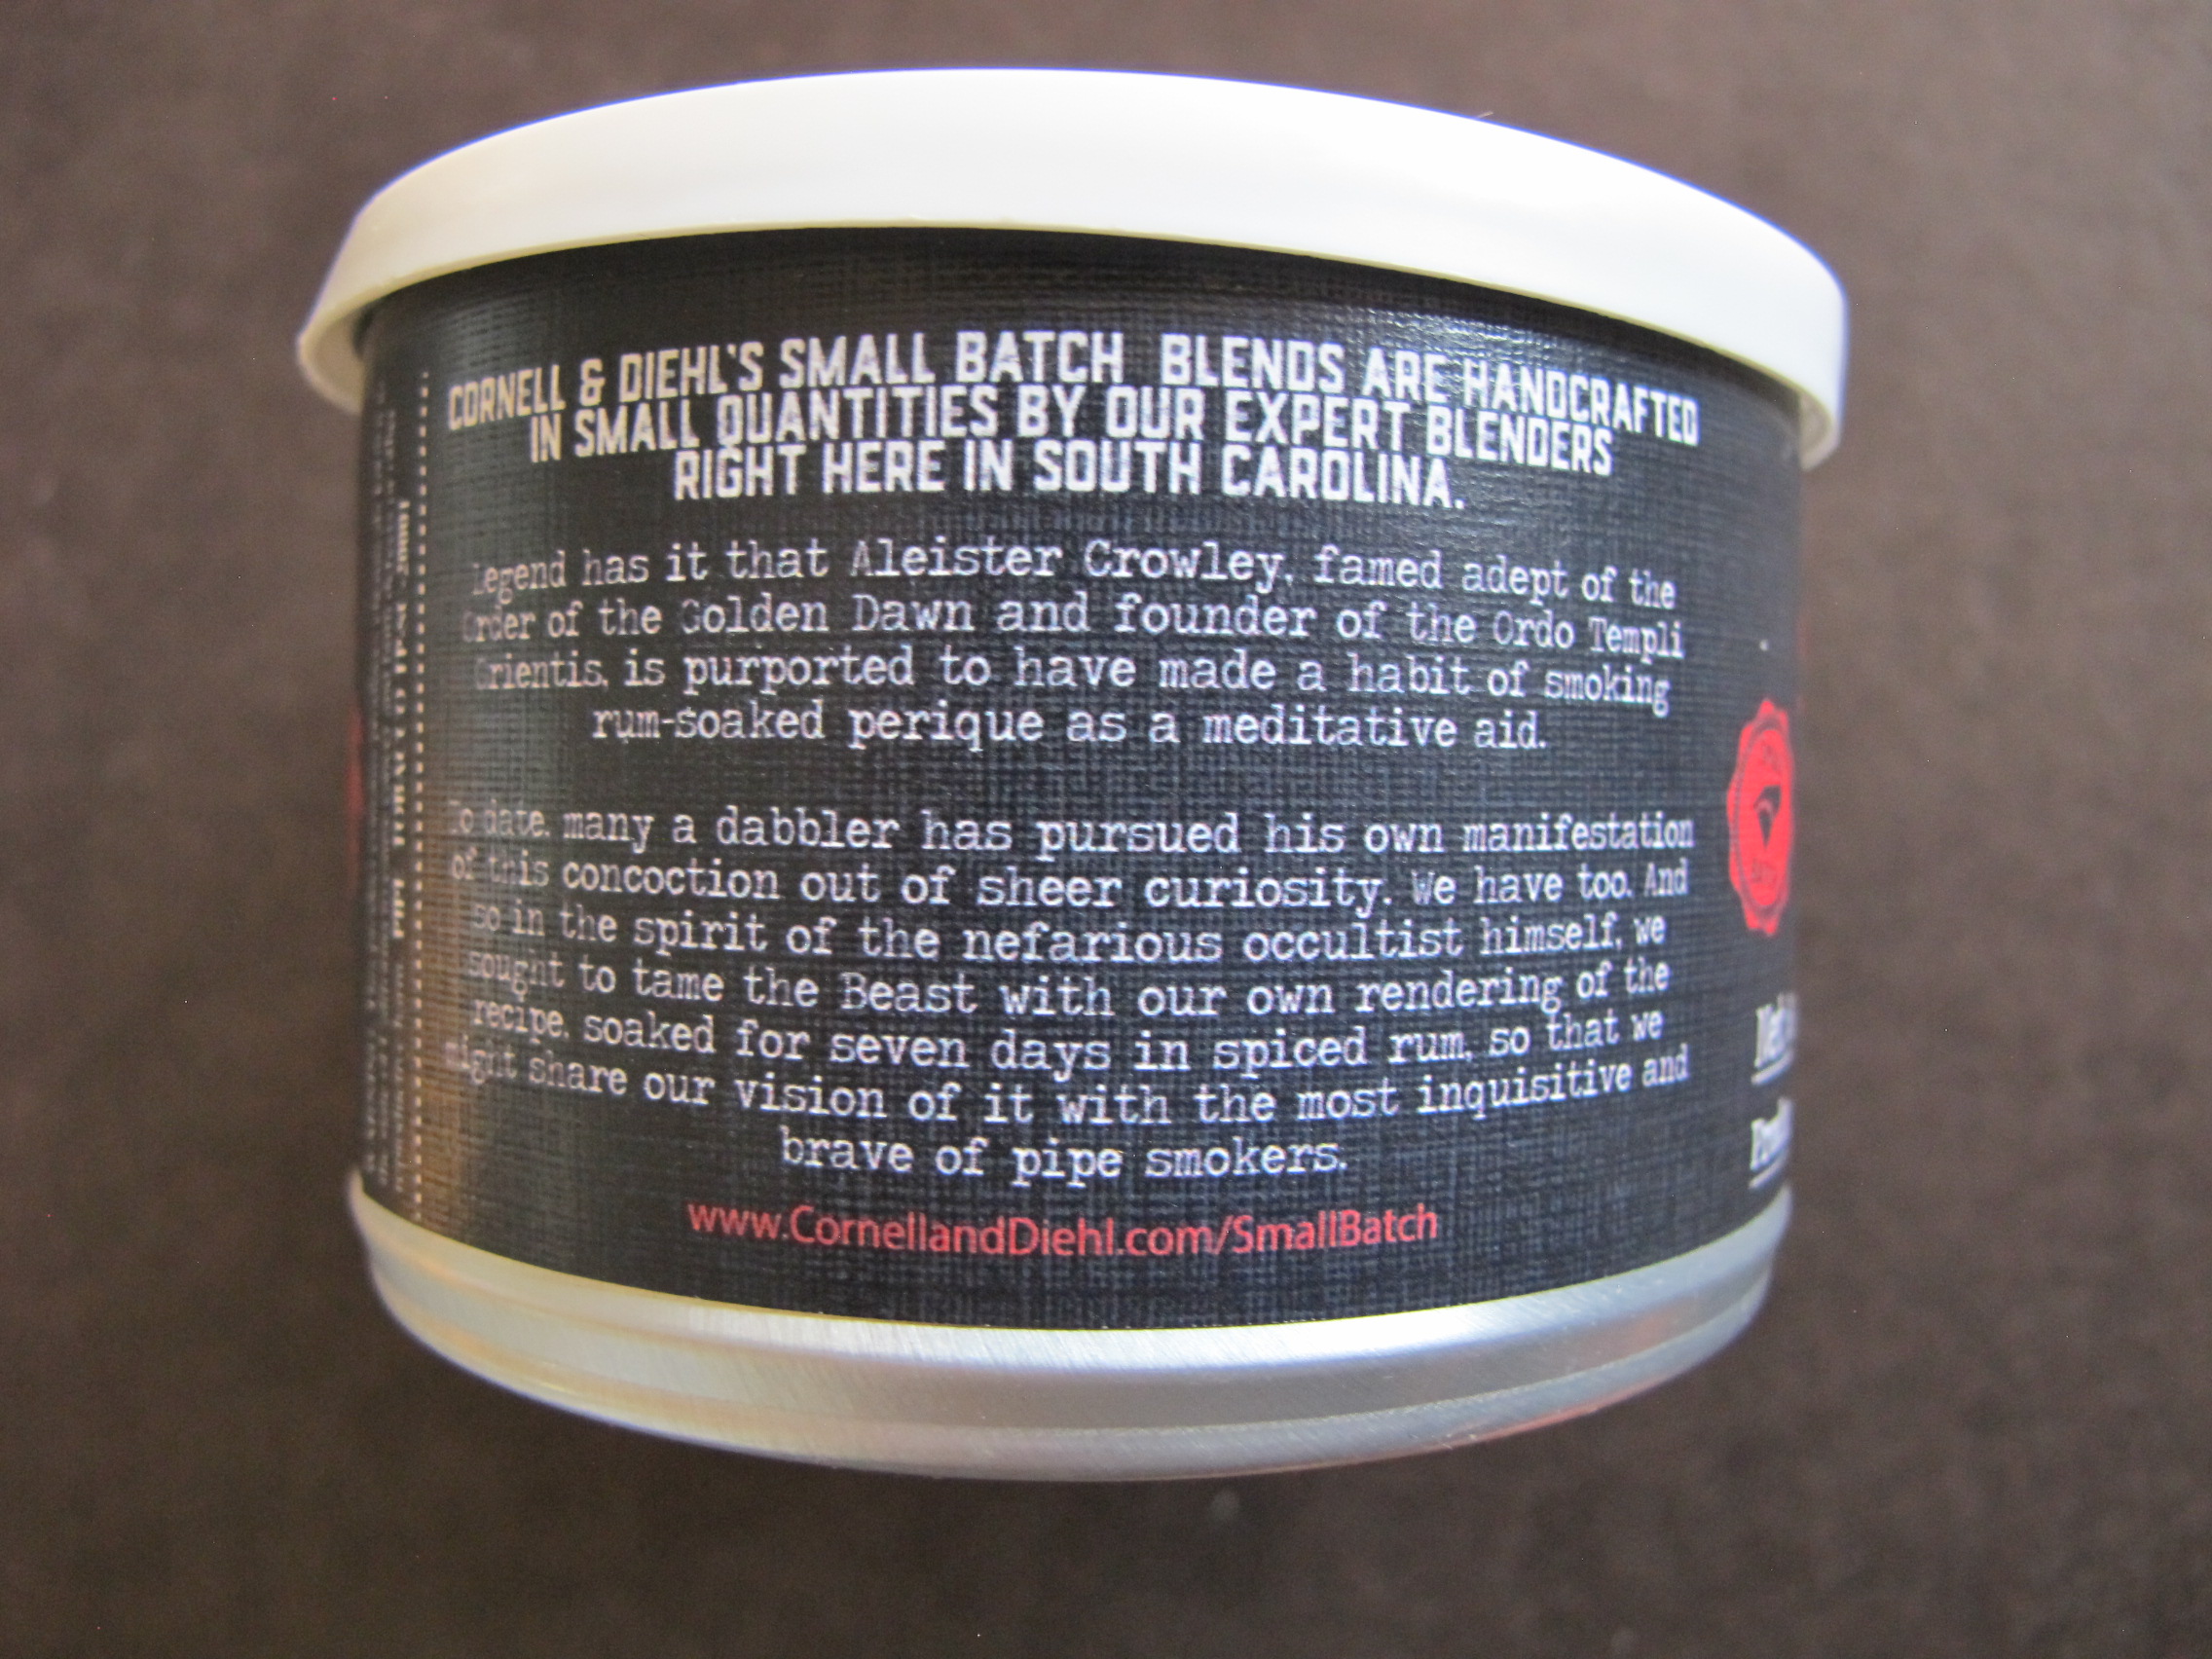 CORNELL & DIEHL'S SMALL BATCH BLENDS ARE HANDCRAFTED
IN SMALL QUANTITIES BY OUR EXPERT BLENDERS
RIGHT HERE IN SOUTH CAROLINA.
Legend has it that Aleister Crowley, famed adept of the
Order of the Golden Dawn and founder of the Ordo Templi
Orientis, is purported to have made a habit of smoking
rum-soaked perique as a meditative aid.
To date, many a dabbler has pursued his own manifestation
of this concoction out of sheer curiosity. We have too. And
so in the spirit of the nefarious occultist himself, we
sought to tame the Beast with our own rendering of the
recipe, soaked for seven days in spiced rum, so that we
might share our vision of it with the most inquisitive and
brave of pipe smokers.
www.CornellandDiehl.com/SmallBatch